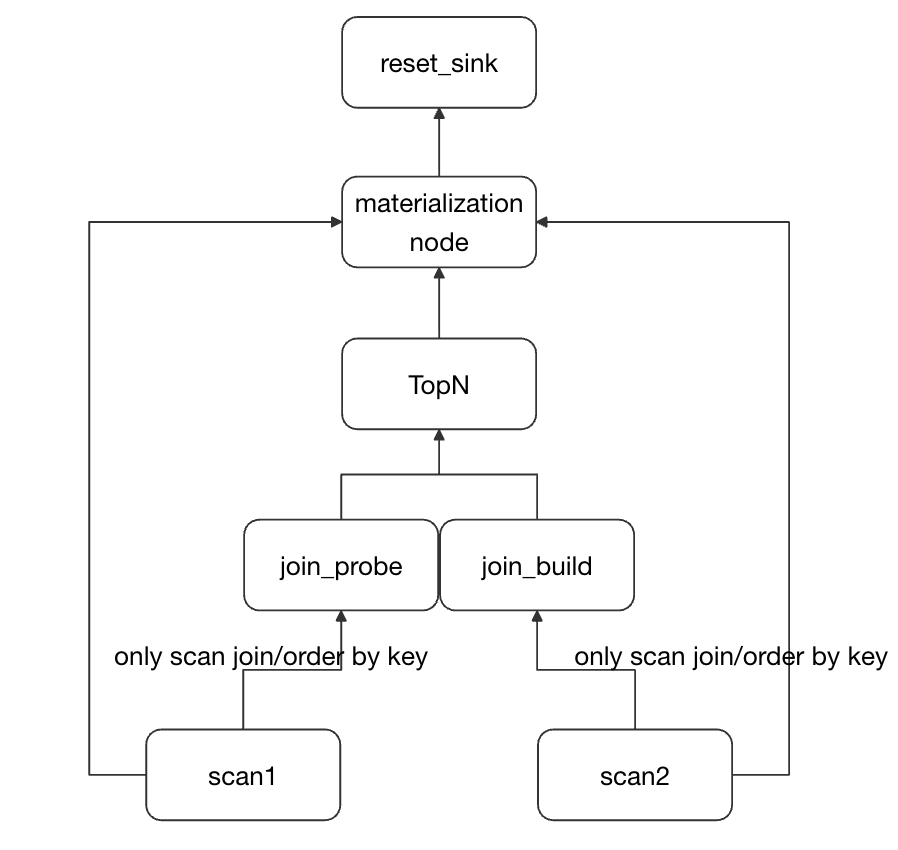 reset_sink
materialization
node
TopN
join_probe
join_build
only scan join/order by key
only scan join/order by key
scan1
scan2